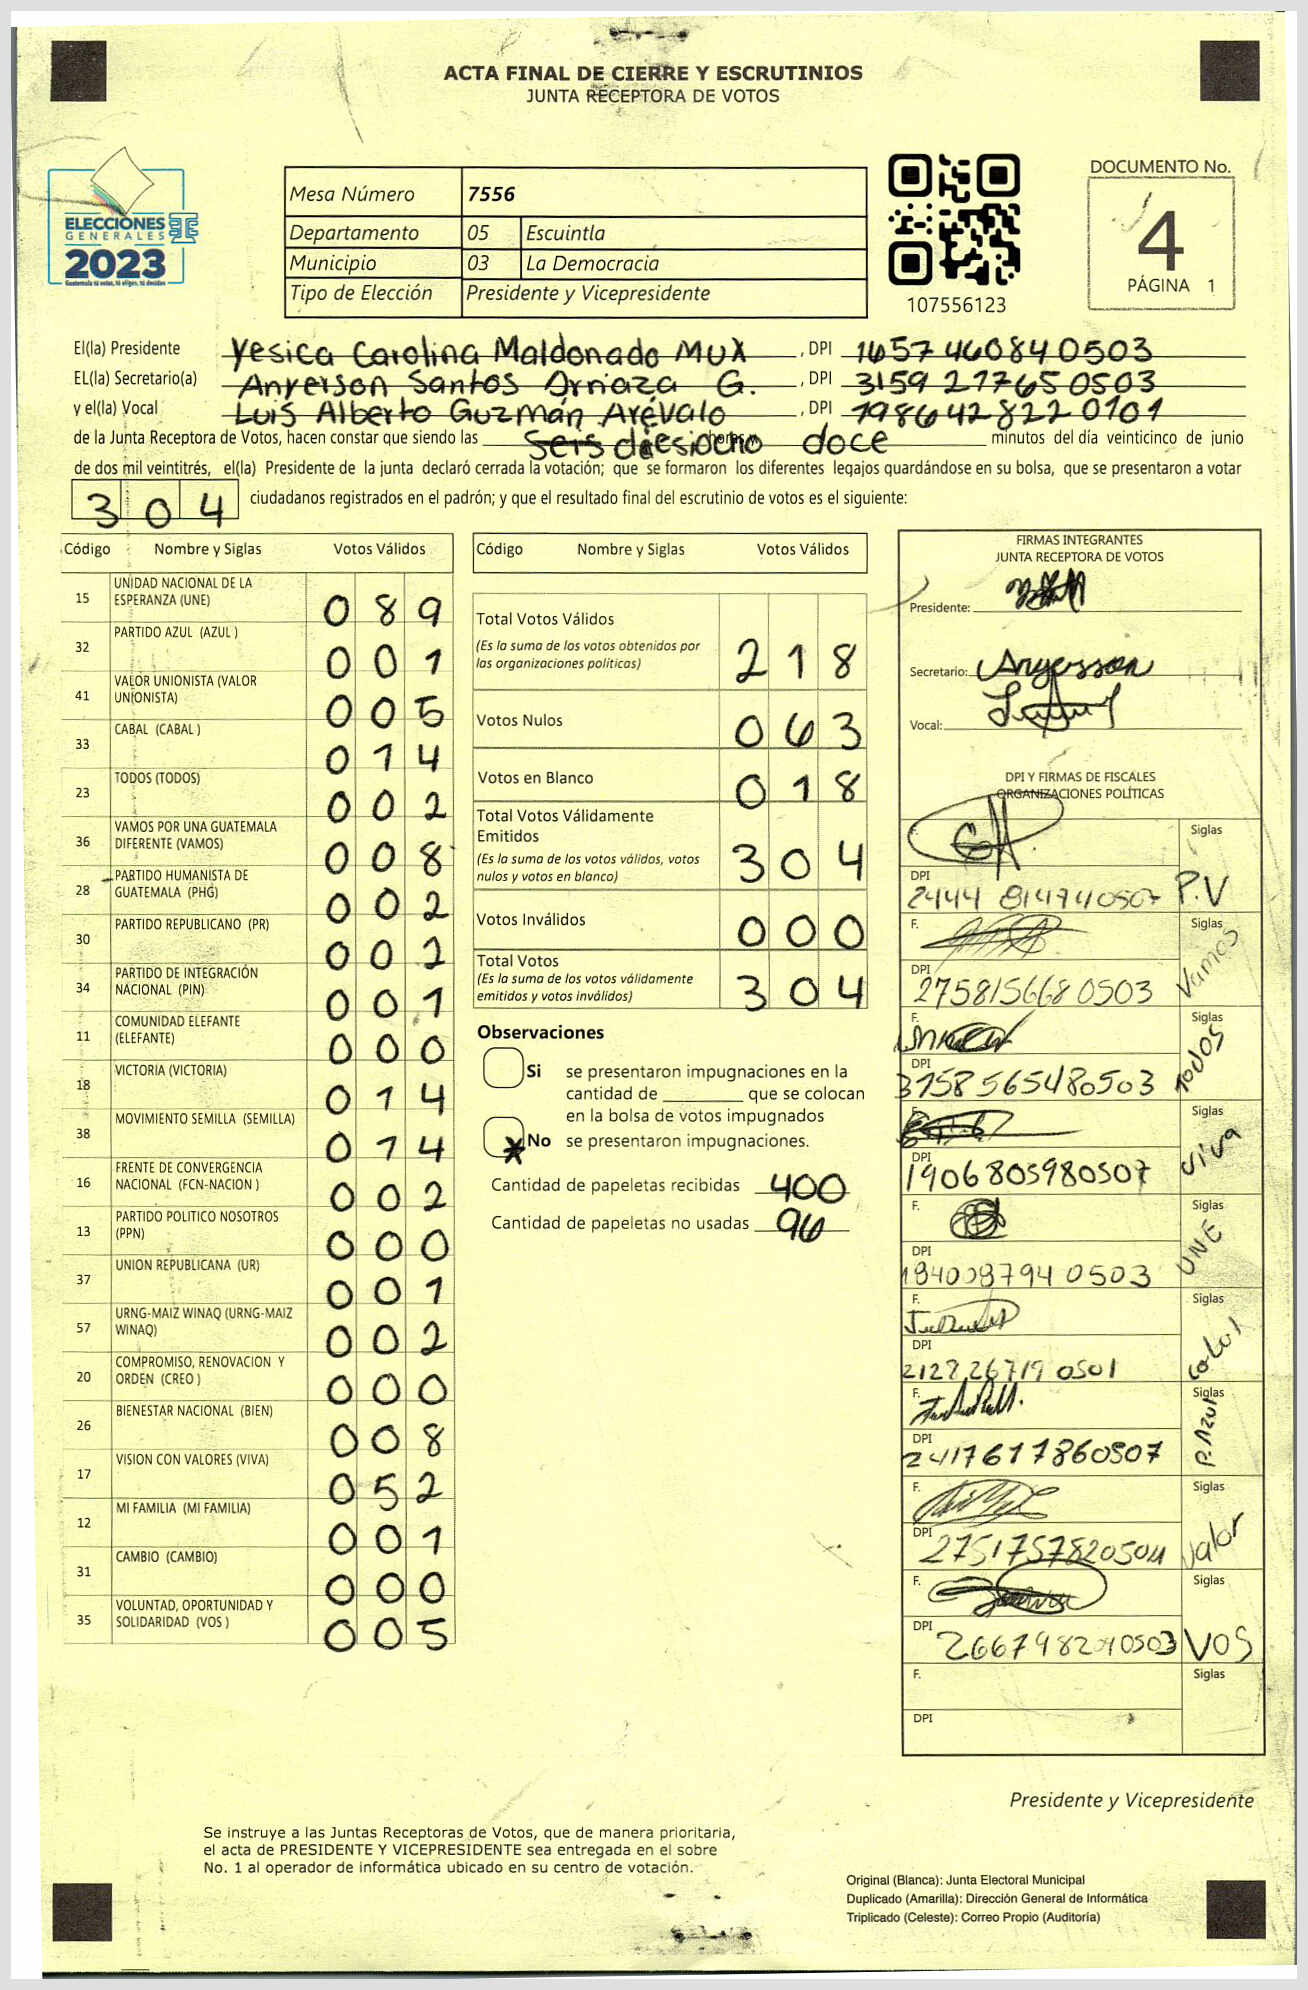 ACTA FINAL DE CIERRE Y ESCRUTINIOS
JUNTA RECEPTORA DE VOTOS
ELECCIONES
GENERALES
2023
Guatemala tú votas, tú eliges, tú decides
Mesa Número 7556
Departamento 05 Escuintla
Municipio 03 La Democracia
Tipo de Elección Presidente y Vicepresidente
107556123
DOCUMENTO No.
4
PÁGINA 1
El(la) Presidente Yesica Carolina Maldonado MUX , DPI 1657460840503
EL(la) Secretario(a) Anyerson Santos Orriaza G. , DPI 3159277650503
y el(la) Vocal Luis Alberto Guzmán Arévalo , DPI 1986428220101
de la Junta Receptora de Votos, hacen constar que siendo las doce minutos del día veinticinco de junio
de dos mil veintitrés, el(la) Presidente de la junta declaró cerrada la votación; que se formaron los diferentes legajos quardándose en su bolsa, que se presentaron a votar
304 ciudadanos registrados en el padrón; y que el resultado final del escrutinio de votos es el siguiente:
Código Nombre y Siglas Votos Válidos
15 UNIDAD NACIONAL DE LA ESPERANZA (UNE) 089
32 PARTIDO AZUL (AZUL ) 001
41 VALOR UNIONISTA (VALOR UNIONISTA) 005
33 CABAL (CABAL ) 014
23 TODOS (TODOS) 002
36 VAMOS POR UNA GUATEMALA DIFERENTE (VAMOS) 008
28 PARTIDO HUMANISTA DE GUATEMALA (PHG) 002
30 PARTIDO REPUBLICANO (PR) 002
34 PARTIDO DE INTEGRACIÓN NACIONAL (PIN) 001
11 COMUNIDAD ELEFANTE (ELEFANTE) 000
18 VICTORIA (VICTORIA) 014
38 MOVIMIENTO SEMILLA (SEMILLA) 014
16 FRENTE DE CONVERGENCIA NACIONAL (FCN-NACION ) 002
13 PARTIDO POLITICO NOSOTROS (PPN) 000
37 UNION REPUBLICANA (UR) 001
57 URNG-MAIZ WINAQ (URNG-MAIZ WINAQ) 002
20 COMPROMISO, RENOVACION Y ORDEN (CREO ) 000
26 BIENESTAR NACIONAL (BIEN) 008
17 VISION CON VALORES (VIVA) 052
12 MI FAMILIA (MI FAMILIA) 001
31 CAMBIO (CAMBIO) 000
35 VOLUNTAD, OPORTUNIDAD Y SOLIDARIDAD (VOS ) 005
Código Nombre y Siglas Votos Válidos
Total Votos Válidos
(Es la suma de los votos obtenidos por las organizaciones políticas) 218
Votos Nulos 063
Votos en Blanco 018
Total Votos Válidamente Emitidos
(Es la suma de los votos válidos, votos nulos y votos en blanco) 304
Votos Inválidos 000
Total Votos
(Es la suma de los votos válidamente emitidos y votos inválidos) 304
Observaciones
Si se presentaron impugnaciones en la
cantidad de ________ que se colocan
en la bolsa de votos impugnados
No se presentaron impugnaciones.
Cantidad de papeletas recibidas 400
Cantidad de papeletas no usadas 96
FIRMAS INTEGRANTES
JUNTA RECEPTORA DE VOTOS
Presidente:
Secretario: Anyersson
Vocal:
DPI Y FIRMAS DE FISCALES
ORGANIZACIONES POLÍTICAS
F. Siglas
DPI 2444 814940507 P.V
F. Siglas
DPI 2758156680503 Vamos
F. Siglas
DPI 3158565480503 TODOS
F. Siglas
DPI 1906805980507 viva
F. Siglas
DPI UNE
F. Siglas
DPI 2128267190501
F. Siglas
DPI 2417617860507 P. Azul
F. Siglas
DPI Valor
F. Siglas
DPI VOS
F. Siglas
DPI
Presidente y Vicepresidente
Se instruye a las Juntas Receptoras de Votos, que de manera prioritaria,
el acta de PRESIDENTE Y VICEPRESIDENTE sea entregada en el sobre
No. 1 al operador de informática ubicado en su centro de votación.
Original (Blanca): Junta Electoral Municipal
Duplicado (Amarilla): Dirección General de Informática
Triplicado (Celeste): Correo Propio (Auditoría)